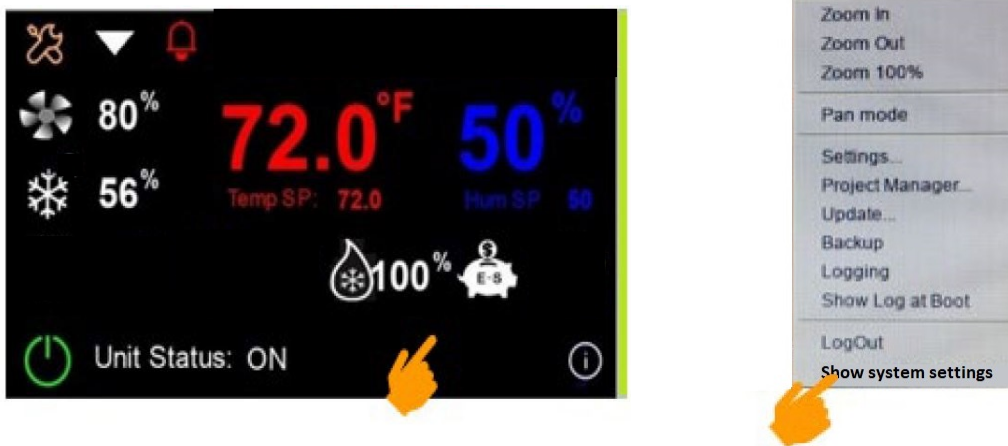 80%
72.0°F
50%
56%
Temp SP: 72.0
Hum SP 50
100%
E-S
Unit Status: ON
i
Zoom In
Zoom Out
Zoom 100%
Pan mode
Settings...
Project Manager...
Update...
Backup
Logging
Show Log at Boot
LogOut
Show system settings